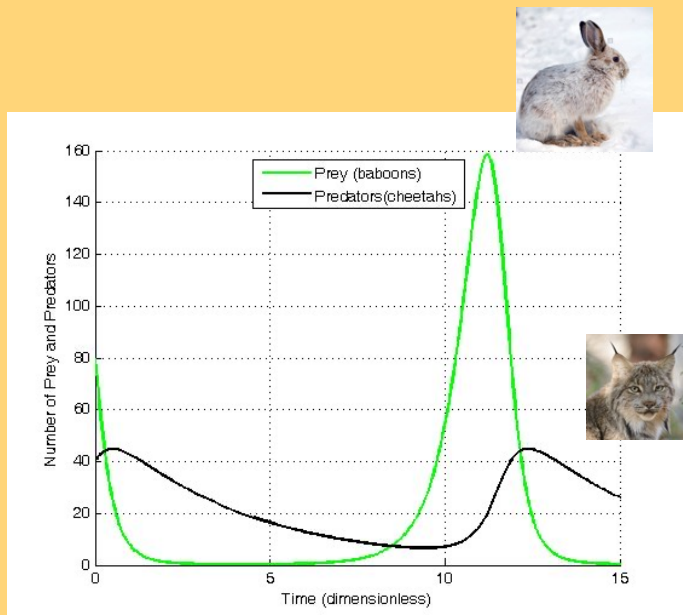 160
Prey (baboons)
Predators(cheetahs)
140
120
100
80
60
40
20
0
Number of Prey and Predators
0 5 10 15
Time (dimensionless)